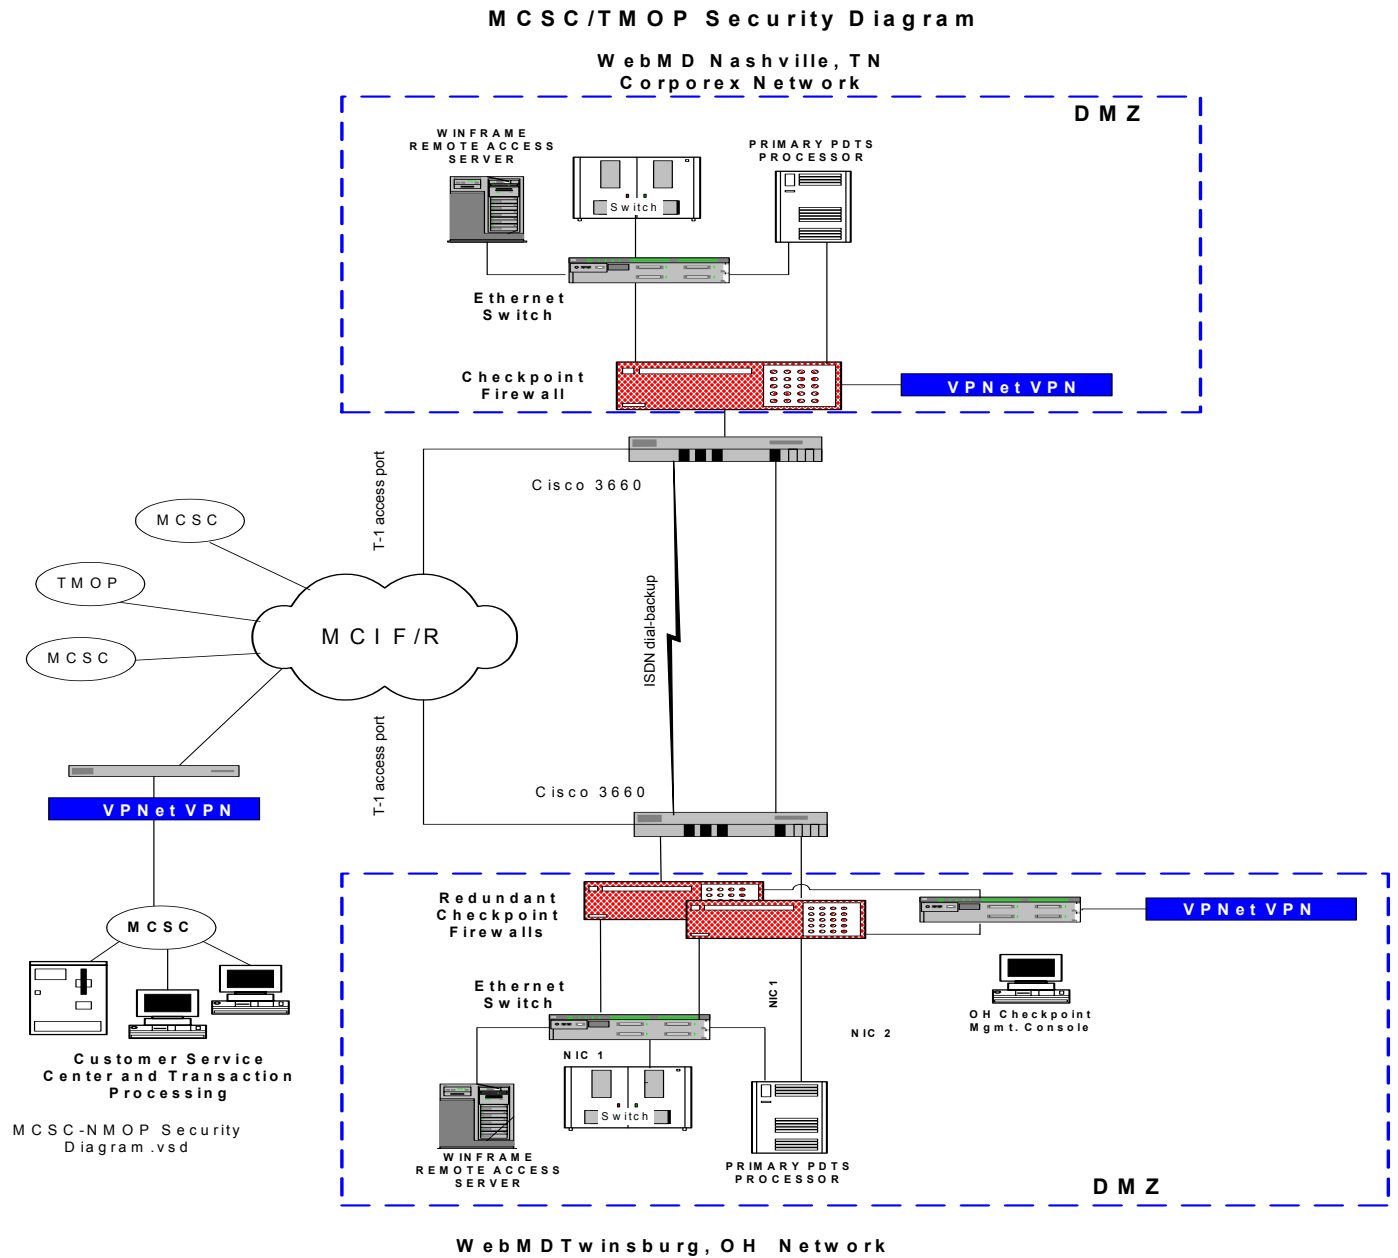 MCSC/TMOP Security Diagram
WebMD Nashville, TN
Corporex Network
DMZ
WINFRAME
REMOTE ACCESS
SERVER
Switch
PRIMARY PDTS
PROCESSOR
Ethernet
Switch
Checkpoint
Firewall
VPNet VPN
Cisco 3660
T-1 access port
MCSC
TMOP
MCSC
MCI F/R
ISDN dial-backup
T-1 access port
Cisco 3660
VPNet VPN
MCSC
Customer Service
Center and Transaction
Processing
MCSC-NMOP Security
Diagram.vsd
Redundant
Checkpoint
Firewalls
VPNet VPN
Ethernet
Switch
NIC 1
NIC 2
OH Checkpoint
Mgmt. Console
NIC 1
Switch
WINFRAME
REMOTE ACCESS
SERVER
PRIMARY PDTS
PROCESSOR
DMZ
WebMDTwinsburg, OH Network